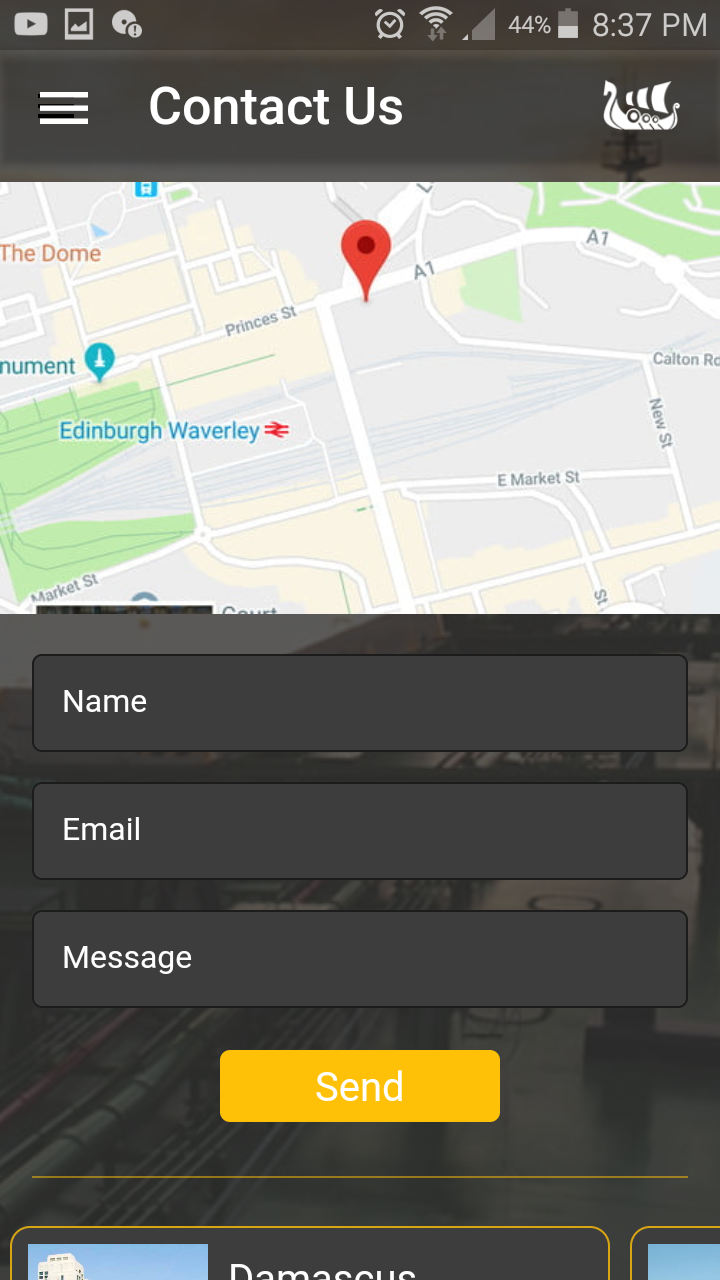 44% 8:37 PM
Contact Us
The Dome
A1
A1
Princes St
nument
Calton Rd
Edinburgh Waverley
New St
E Market St
Market St
St
Court
Name
Email
Message
Send
Damascus